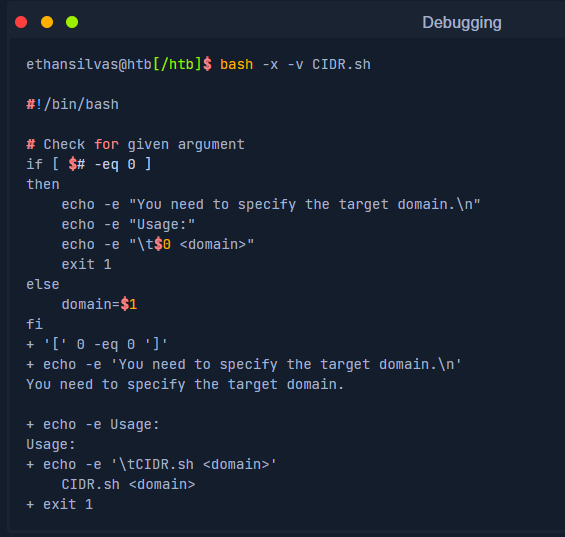 Debugging
ethansilvas@htb[/htb]$ bash -x -v CIDR.sh
#!/bin/bash
# Check for given argument
if [ $# -eq 0 ]
then
    echo -e "You need to specify the target domain.\n"
    echo -e "Usage:"
    echo -e "\t$0 <domain>"
    exit 1
else
    domain=$1
fi
+ '[' 0 -eq 0 ']'
+ echo -e 'You need to specify the target domain.\n'
You need to specify the target domain.
+ echo -e Usage:
Usage:
+ echo -e '\tCIDR.sh <domain>'
    CIDR.sh <domain>
+ exit 1